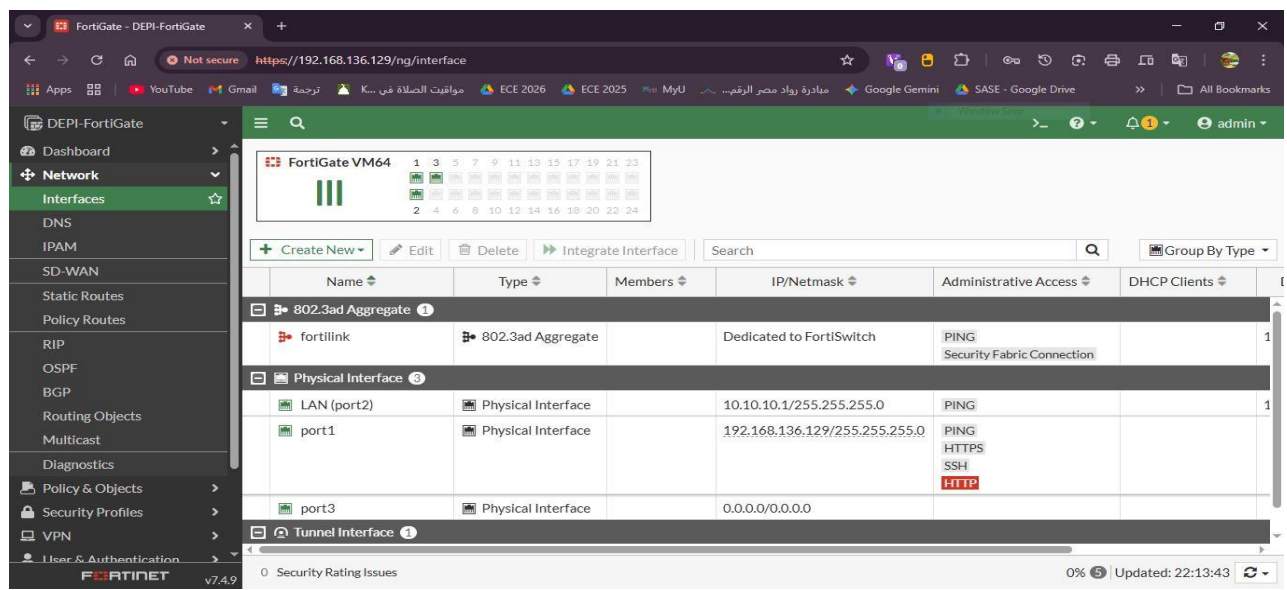 FortiGate - DEPI-FortiGate
Not secure https://192.168.136.129/ng/interface
Apps YouTube Gmail ترجمة مواقيت الصلاة في K... ECE 2026 ECE 2025 MyU مبادرة رواد مصر الرقم... Google Gemini SASE - Google Drive All Bookmarks
DEPI-FortiGate
Window Snip
>_ 1 admin
Dashboard
Network
Interfaces
DNS
IPAM
SD-WAN
Static Routes
Policy Routes
RIP
OSPF
BGP
Routing Objects
Multicast
Diagnostics
Policy & Objects
Security Profiles
VPN
User & Authentication
FORTINET v7.4.9
FortiGate VM64
1 3 5 7 9 11 13 15 17 19 21 23
2 4 6 8 10 12 14 16 18 20 22 24
Create New Edit Delete Integrate Interface Search Group By Type
Name Type Members IP/Netmask Administrative Access DHCP Clients
802.3ad Aggregate 1
fortilink 802.3ad Aggregate Dedicated to FortiSwitch PING 1
Security Fabric Connection
Physical Interface 3
LAN (port2) Physical Interface 10.10.10.1/255.255.255.0 PING 1
port1 Physical Interface 192.168.136.129/255.255.255.0 PING
HTTPS
SSH
HTTP
port3 Physical Interface 0.0.0.0/0.0.0.0
Tunnel Interface 1
0 Security Rating Issues 0% 5 Updated: 22:13:43